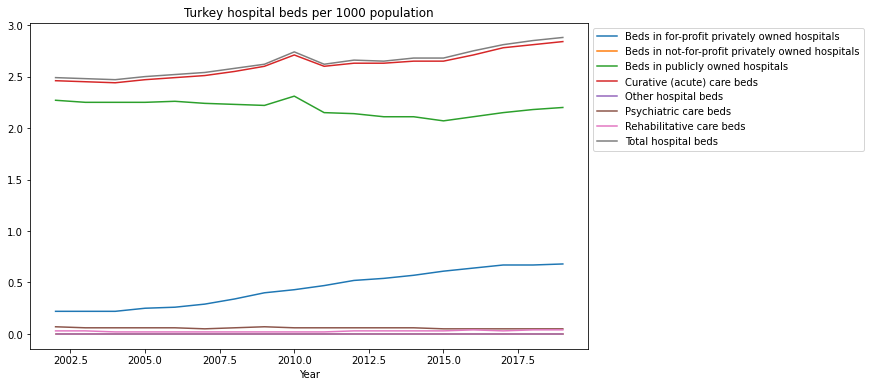 Turkey hospital beds per 1000 population
3.0
2.5
2.0
1.5
1.0
0.5
0.0
2002.5 2005.0 2007.5 2010.0 2012.5 2015.0 2017.5
Year
Beds in for-profit privately owned hospitals
Beds in not-for-profit privately owned hospitals
Beds in publicly owned hospitals
Curative (acute) care beds
Other hospital beds
Psychiatric care beds
Rehabilitative care beds
Total hospital beds